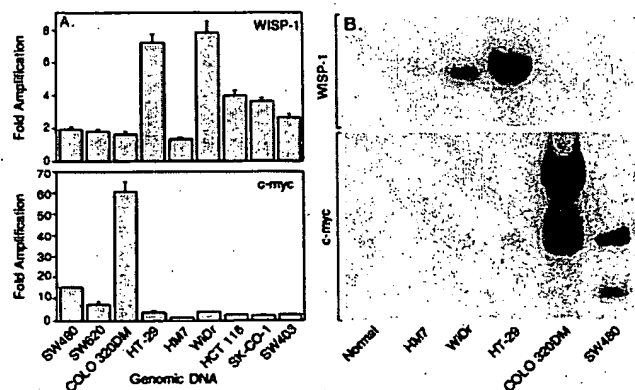 A.
WISP-1
Fold Amplification
8
6
4
2
0
c-myc
Fold Amplification
70
60
50
40
30
20
10
0
SW480
SW620
COLO 320DM
HT-29
HM7
WiDr
HCT 116
SK-CO-1
SW403
Genomic DNA
B.
WISP-1
c-myc
Normal
HM7
WiDr
HT-29
COLO 320DM
SW480